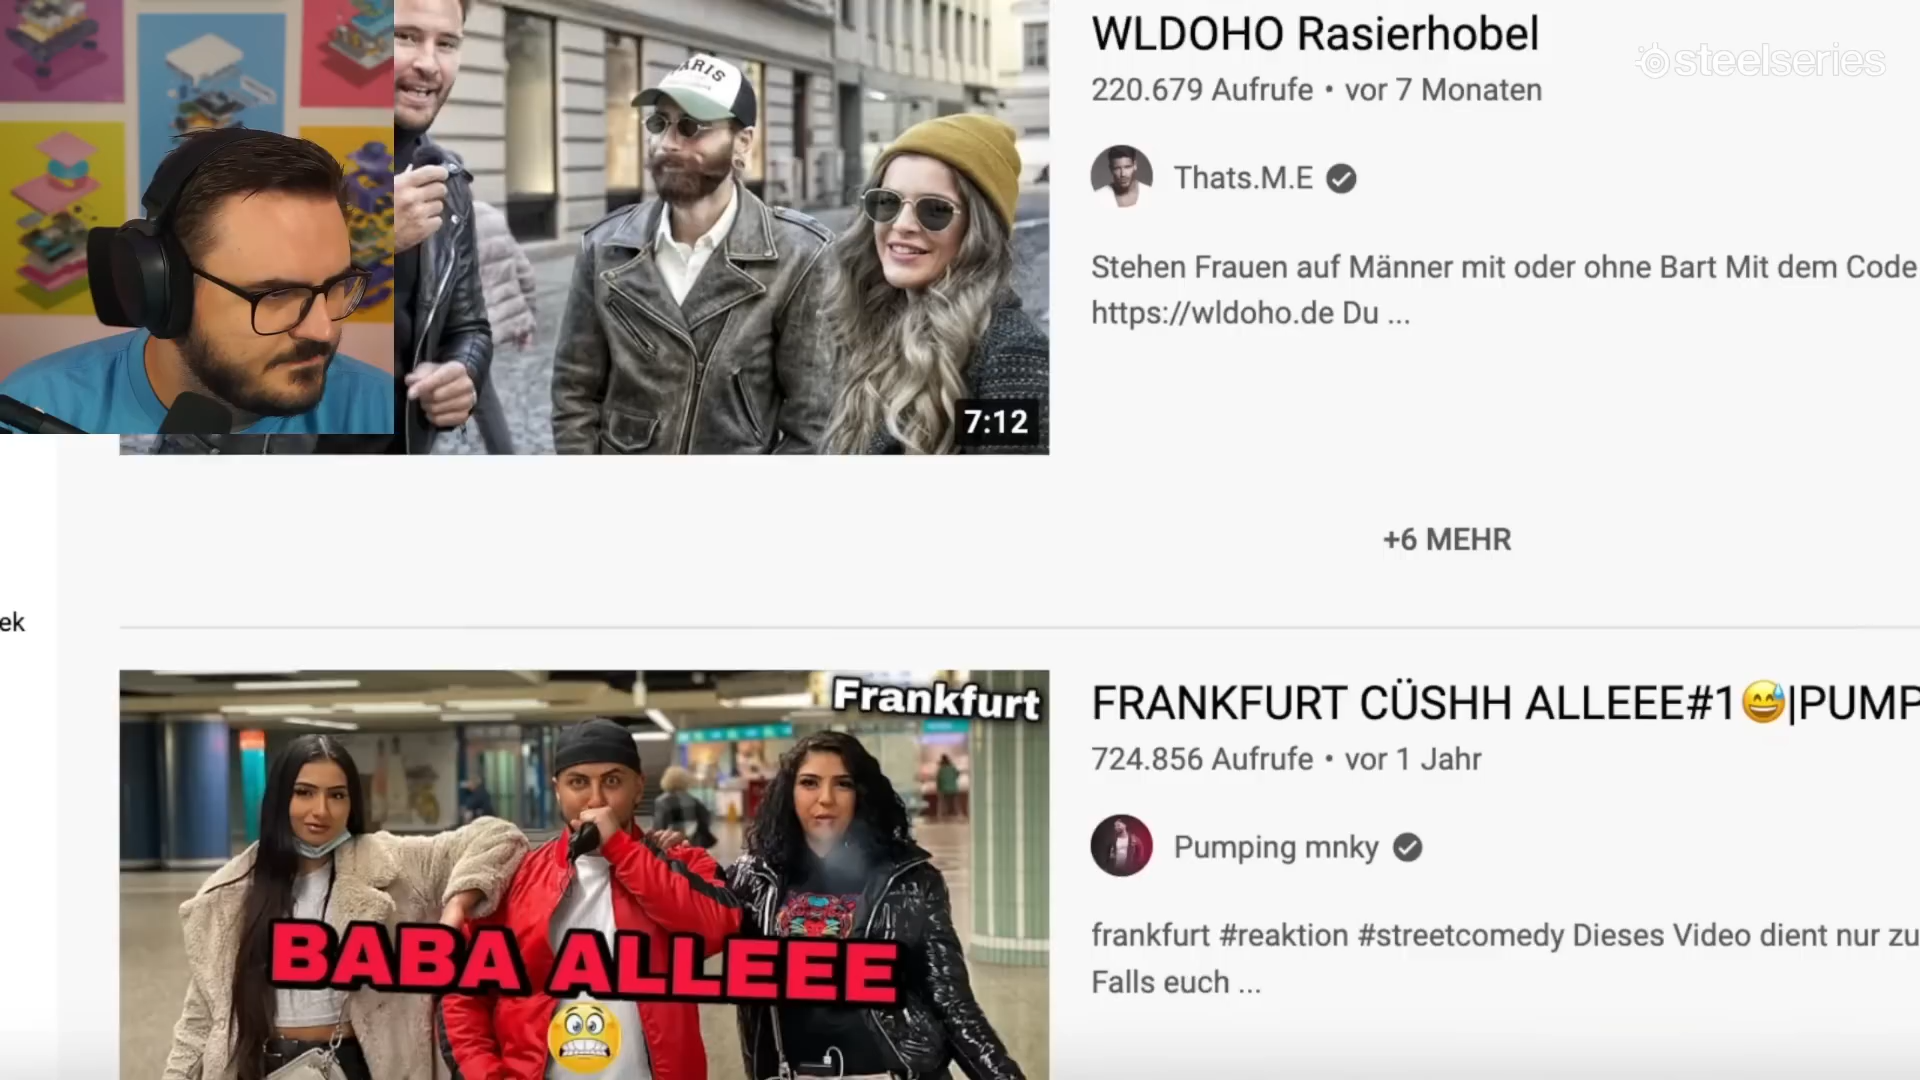 WLDOHO Rasierhobel
steelseries
220.679 Aufrufe • vor 7 Monaten
PARIS
Thats.M.E
Stehen Frauen auf Männer mit oder ohne Bart Mit dem Code
https://wldoho.de Du ...
7:12
+6 MEHR
ek
Frankfurt
FRANKFURT CÜSHH ALLEEE#1😅|PUMP
724.856 Aufrufe • vor 1 Jahr
Pumping mnky
BABA ALLEEE
frankfurt #reaktion #streetcomedy Dieses Video dient nur zu
Falls euch ...